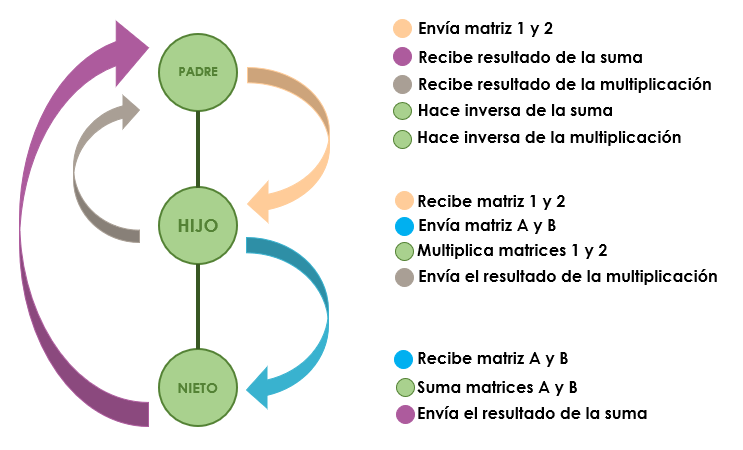 PADRE
Envía matriz 1 y 2
Recibe resultado de la suma
Recibe resultado de la multiplicación
Hace inversa de la suma
Hace inversa de la multiplicación
HIJO
Recibe matriz 1 y 2
Envía matriz A y B
Multiplica matrices 1 y 2
Envía el resultado de la multiplicación
NIETO
Recibe matriz A y B
Suma matrices A y B
Envía el resultado de la suma